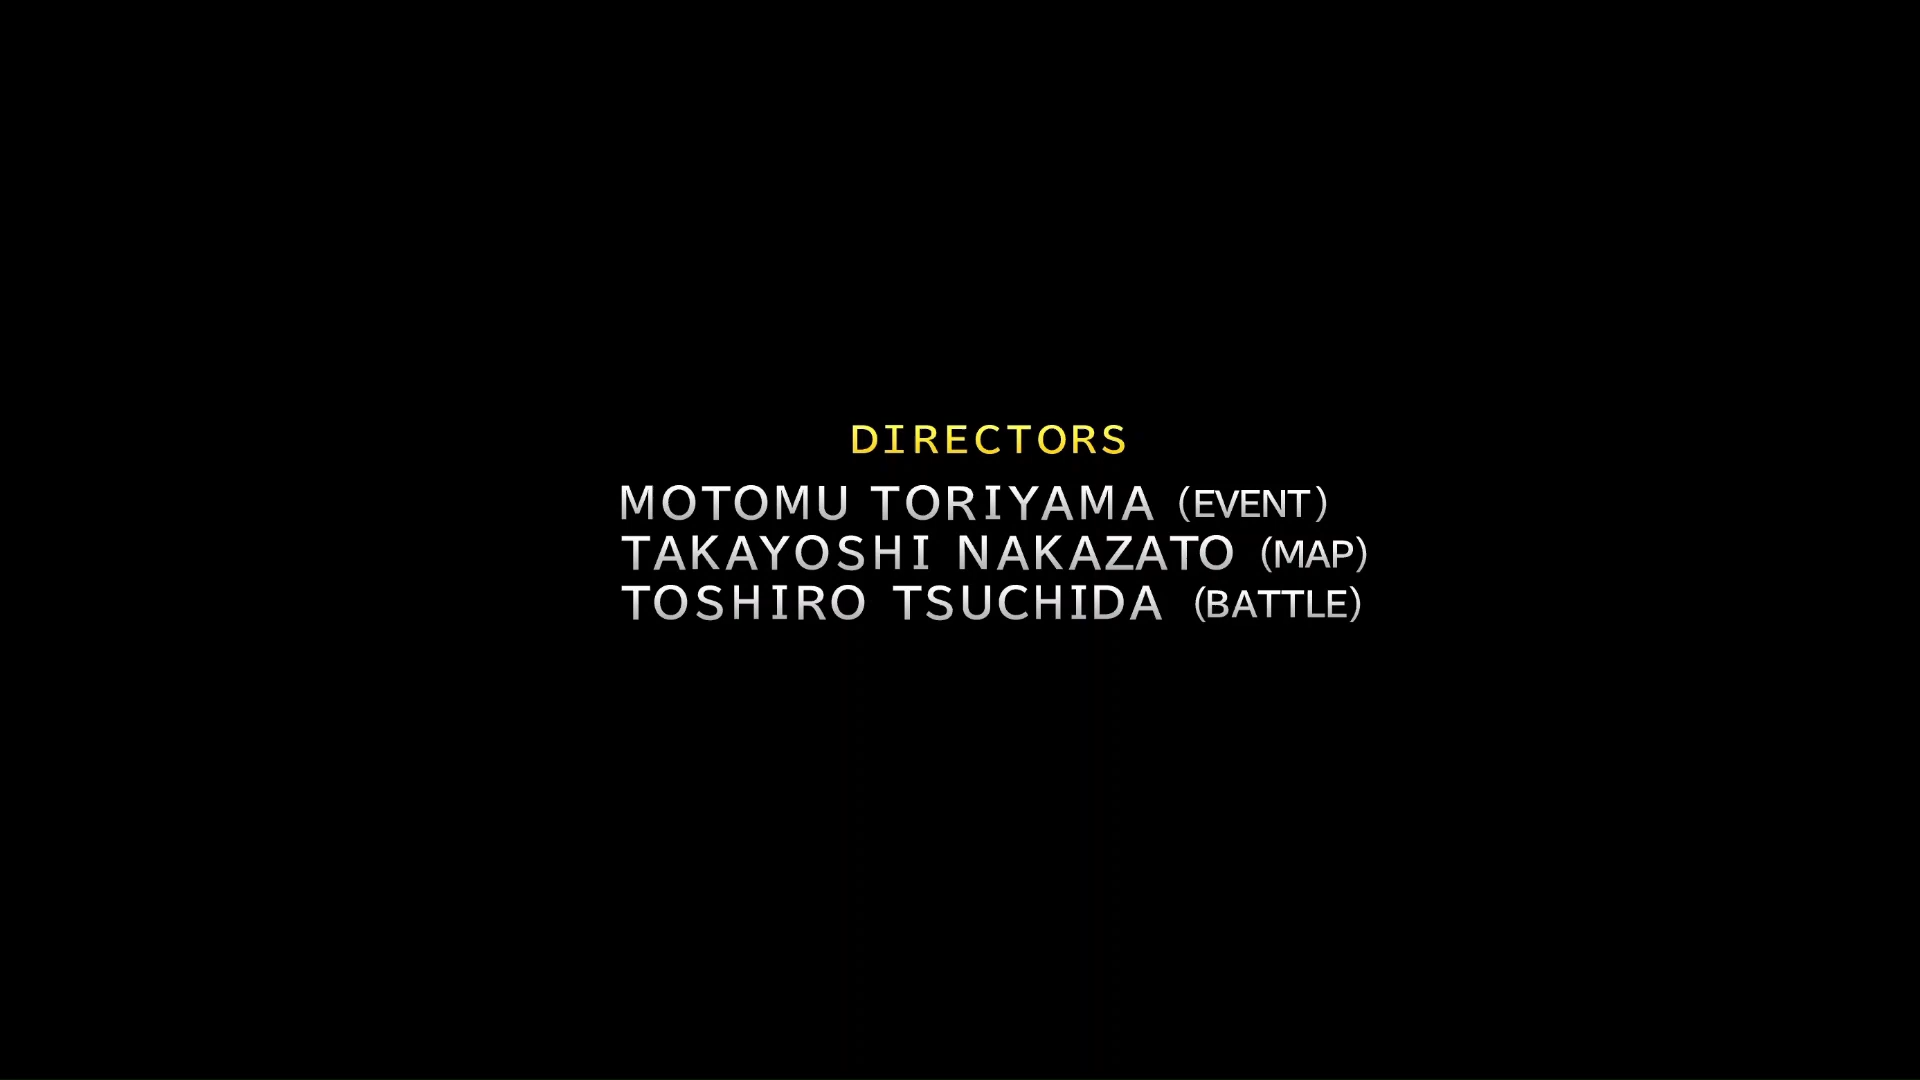 DIRECTORS
MOTOMU TORIYAMA (EVENT)
TAKAYOSHI NAKAZATO (MAP)
TOSHIRO TSUCHIDA (BATTLE)